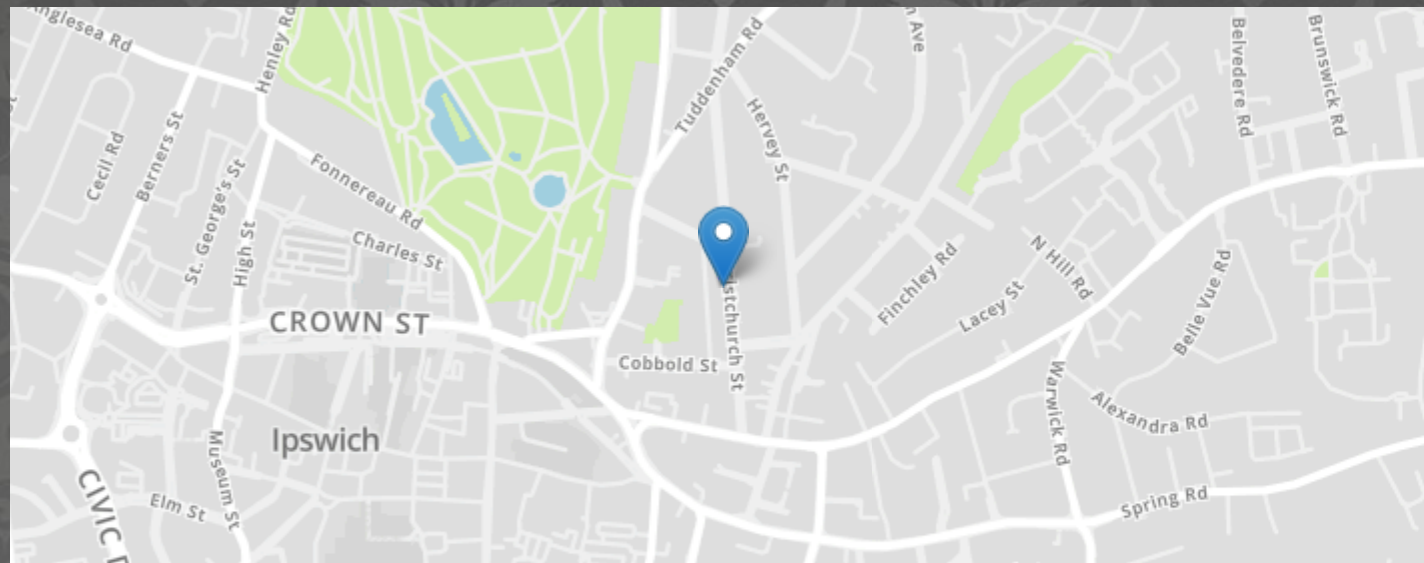 Anglesea Rd
Henley Rd
Tuddenham Rd
Ave
Belvedere Rd
Brunswick Rd
Hervey St
Cecil Rd
Berners St
St. George's St
Fonnereau Rd
High St
Charles St
CROWN ST
Finchley Rd
N Hill Rd
Lacey St
Belle Vue Rd
stchurch St
Cobbold St
Warwick Rd
Alexandra Rd
Ipswich
Museum St
Elm St
CIVIC
Spring Rd